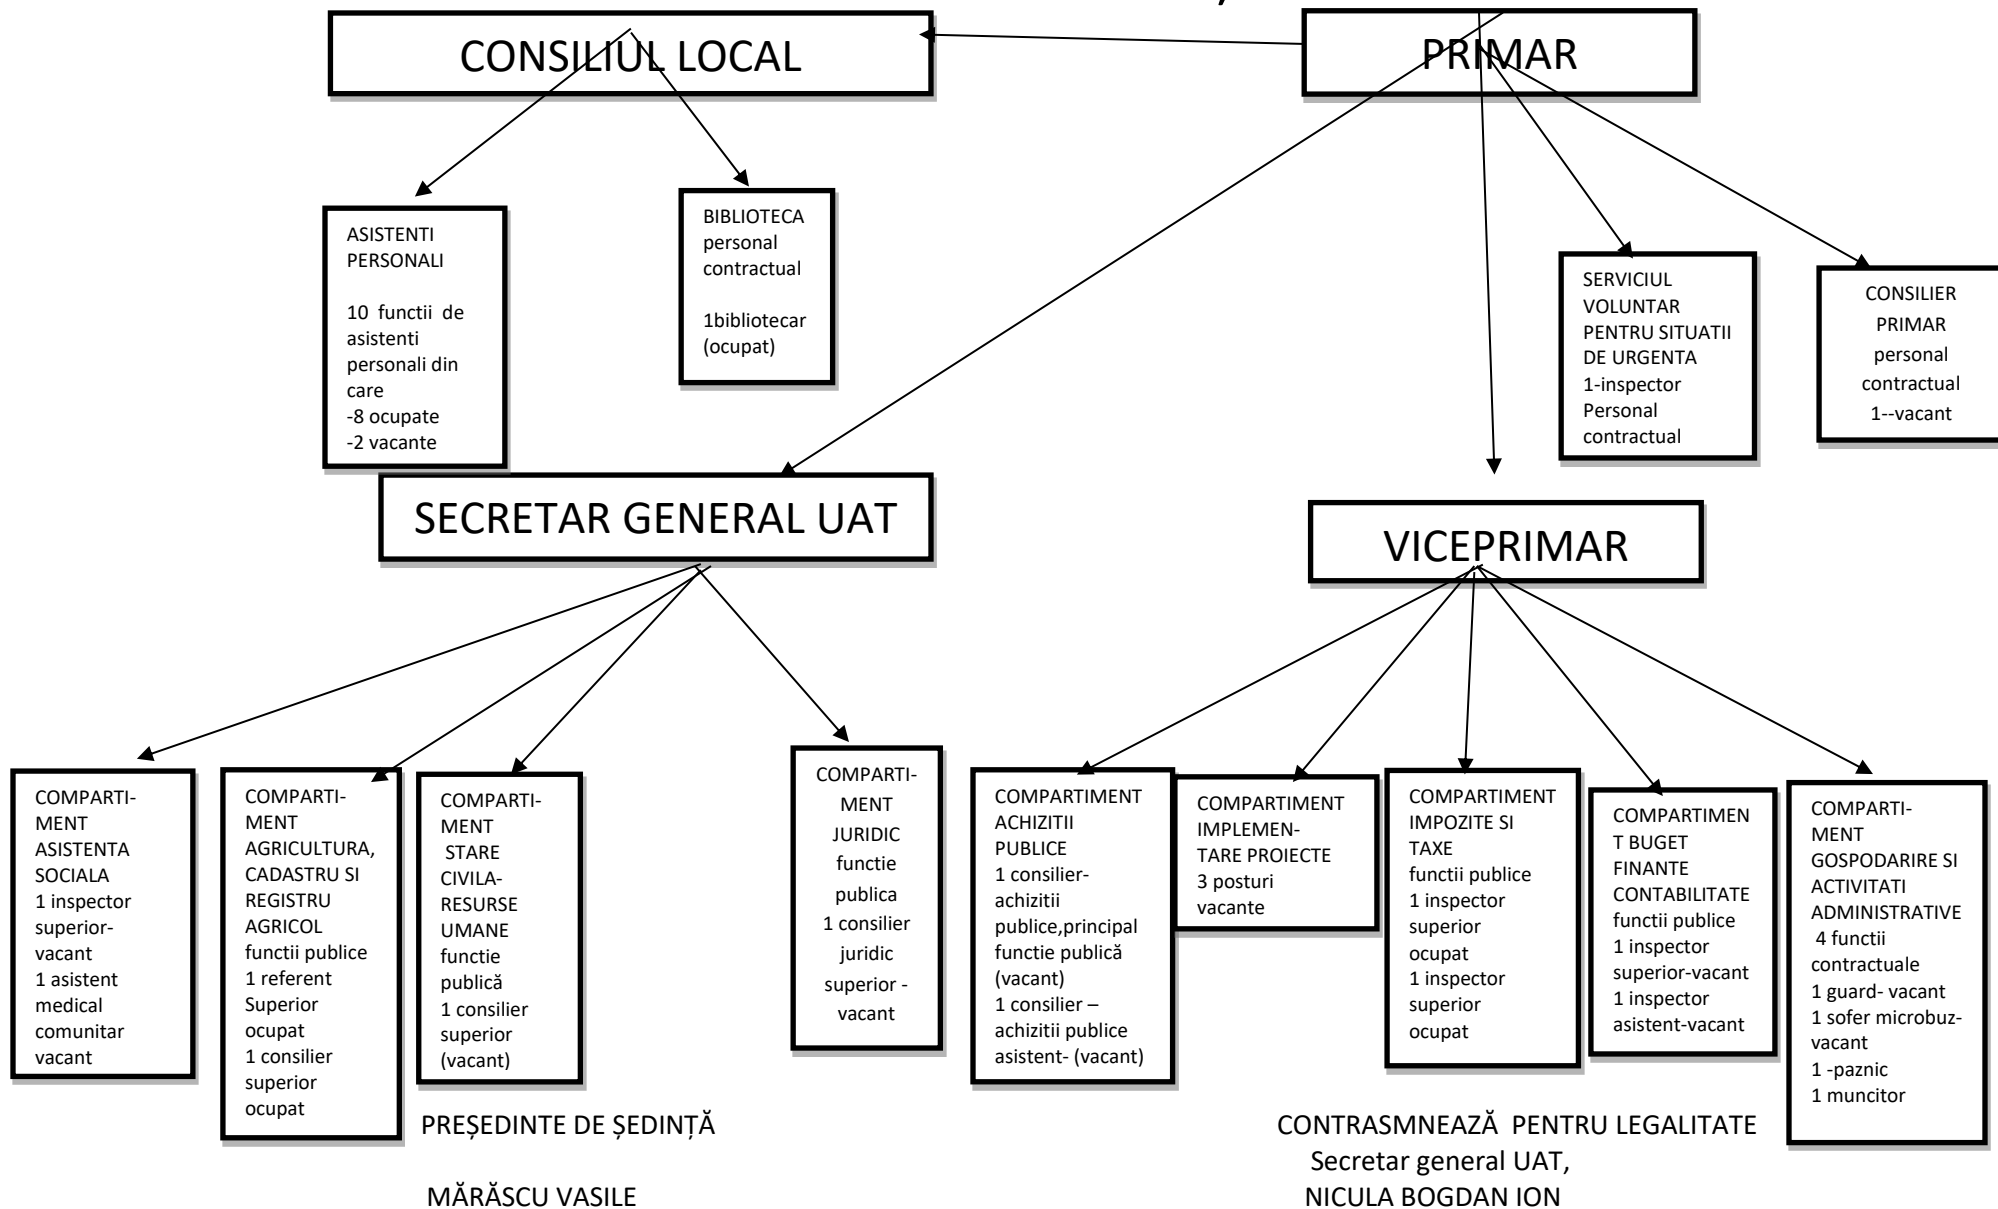 CONSILIUL LOCAL
PRIMAR
ASISTENTI
PERSONALI
10 functii de
asistenti
personali din
care
-8 ocupate
-2 vacante
BIBLIOTECA
personal
contractual
1bibliotecar
(ocupat)
SERVICIUL
VOLUNTAR
PENTRU SITUATII
DE URGENTA
1-inspector
Personal
contractual
CONSILIER
PRIMAR
personal
contractual
1--vacant
SECRETAR GENERAL UAT
VICEPRIMAR
COMPARTI-
MENT
ASISTENTA
SOCIALA
1 inspector
superior-
vacant
1 asistent
medical
comunitar
vacant
COMPARTI-
MENT
AGRICULTURA,
CADASTRU SI
REGISTRU
AGRICOL
functii publice
1 referent
Superior
ocupat
1 consilier
superior
ocupat
COMPARTI-
MENT
STARE
CIVILA-
RESURSE
UMANE
functie
publică
1 consilier
superior
(vacant)
COMPARTI-
MENT
JURIDIC
functie
publica
1 consilier
juridic
superior -
vacant
COMPARTIMENT
ACHIZITII
PUBLICE
1 consilier-
achizitii
publice,principal
functie publică
(vacant)
1 consilier –
achizitii publice
asistent- (vacant)
COMPARTIMENT
IMPLEMEN-
TARE PROIECTE
3 posturi
vacante
COMPARTIMENT
IMPOZITE SI
TAXE
functii publice
1 inspector
superior
ocupat
1 inspector
superior
ocupat
COMPARTIMEN
T BUGET
FINANTE
CONTABILITATE
functii publice
1 inspector
superior-vacant
1 inspector
asistent-vacant
COMPARTI-
MENT
GOSPODARIRE SI
ACTIVITATI
ADMINISTRATIVE
4 functii
contractuale
1 guard- vacant
1 sofer microbuz-
vacant
1 -paznic
1 muncitor
PREȘEDINTE DE ȘEDINȚĂ
MĂRĂSCU VASILE
CONTRASMNEAZĂ PENTRU LEGALITATE
Secretar general UAT,
NICULA BOGDAN ION